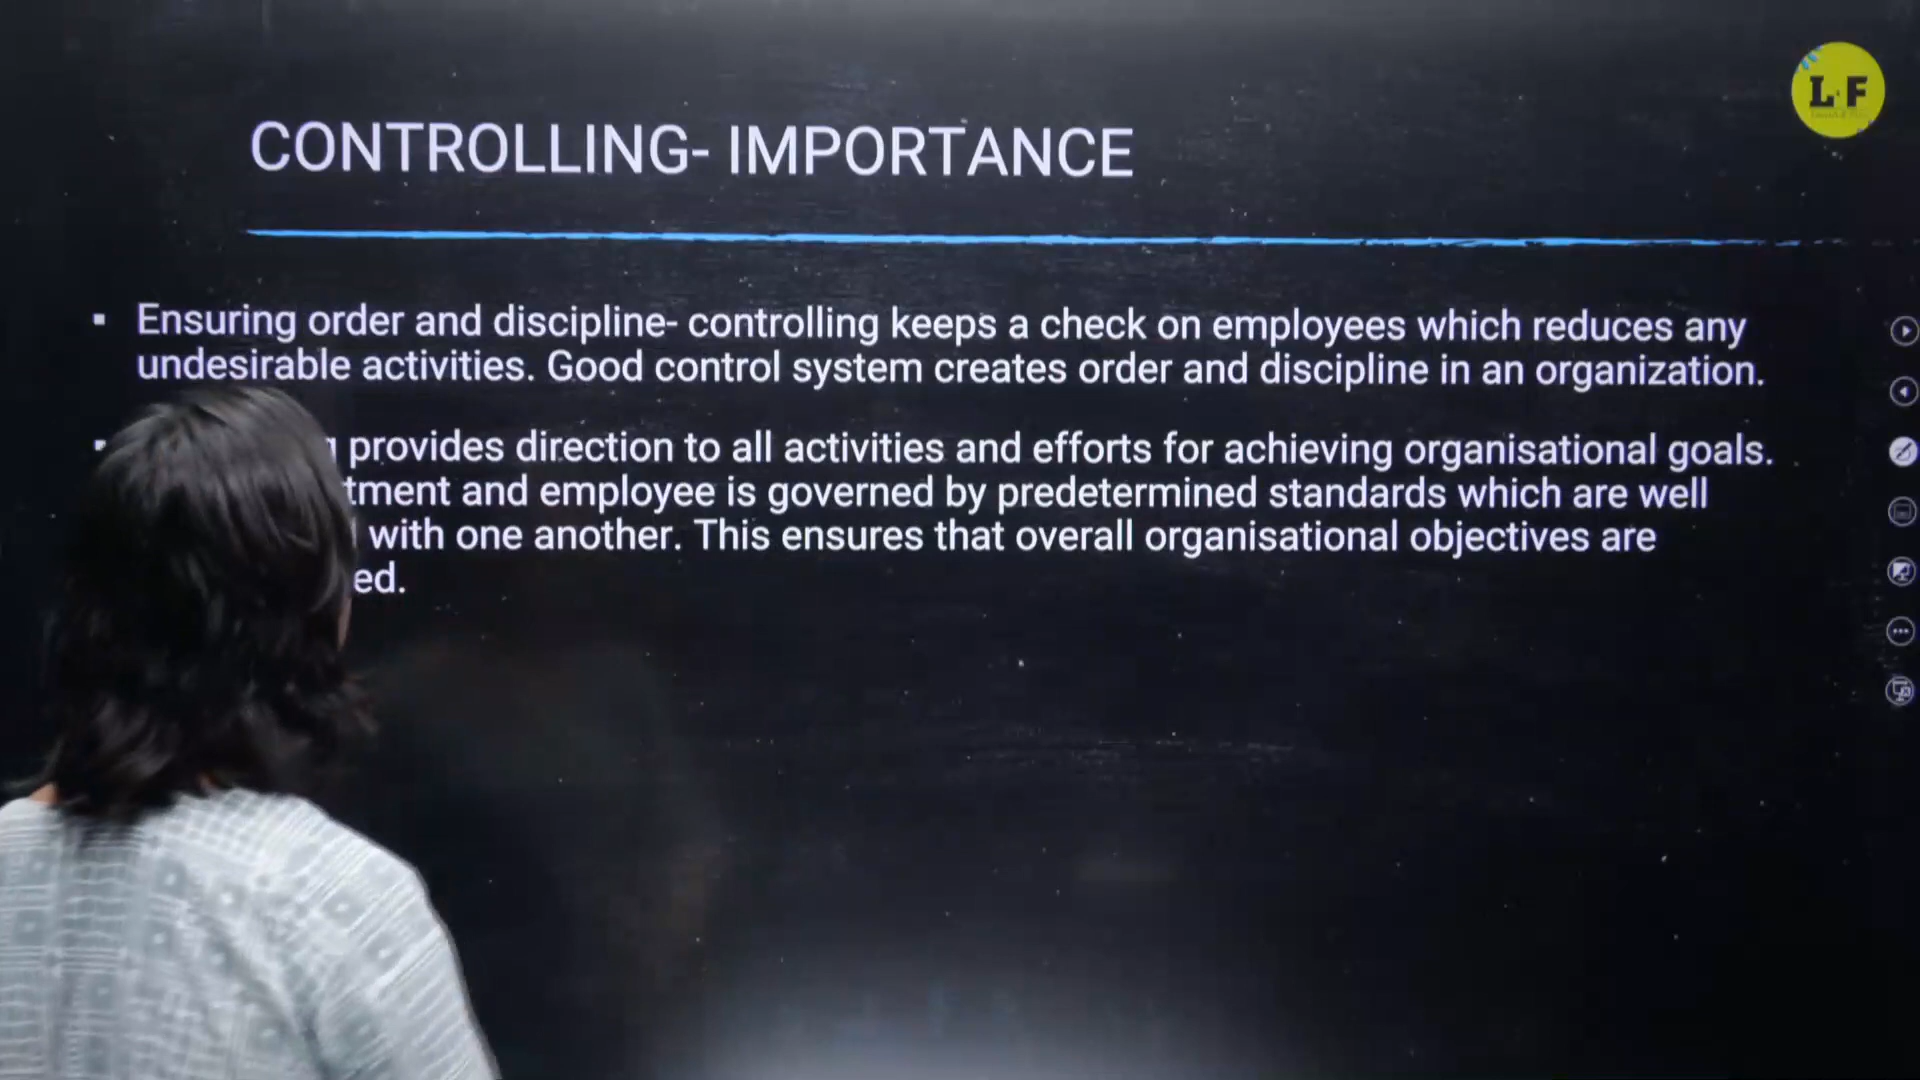 L F
CONTROLLING- IMPORTANCE
▪ Ensuring order and discipline- controlling keeps a check on employees which reduces any
undesirable activities. Good control system creates order and discipline in an organization.
provides direction to all activities and efforts for achieving organisational goals.
and employee is governed by predetermined standards which are well
with one another. This ensures that overall organisational objectives are